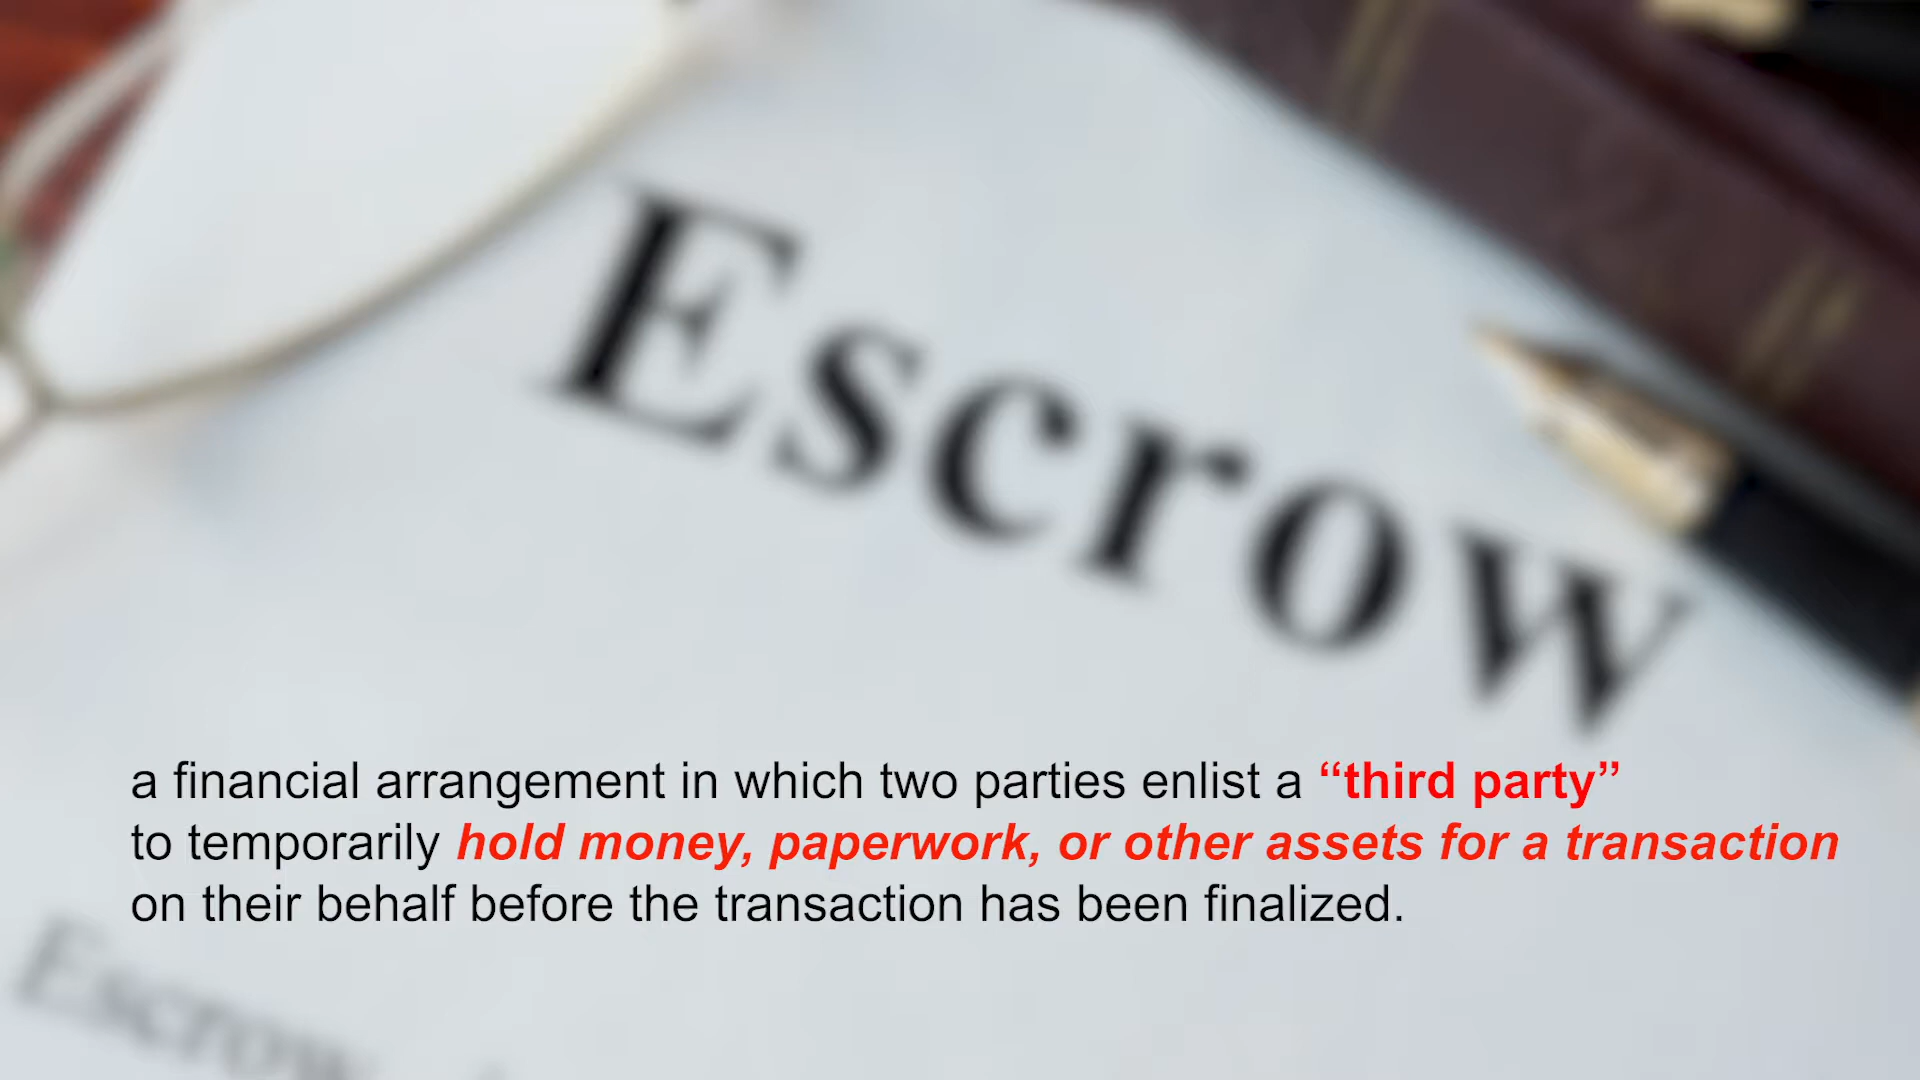 Escrow
a financial arrangement in which two parties enlist a “third party”
to temporarily hold money, paperwork, or other assets for a transaction
on their behalf before the transaction has been finalized.
Escrow